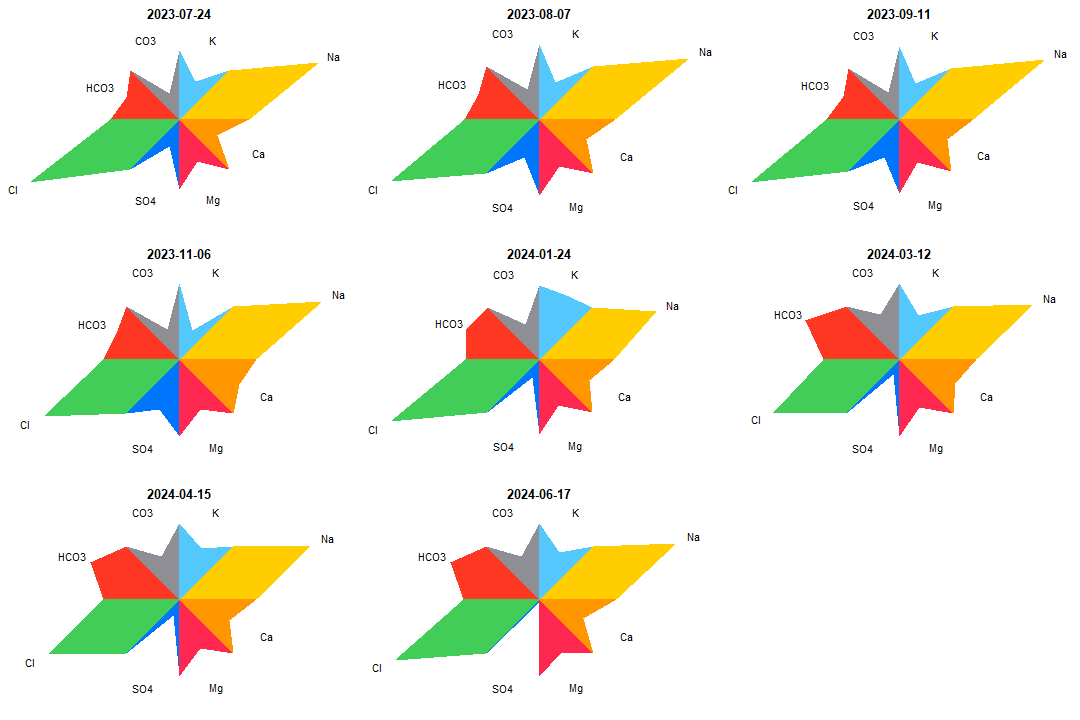 2023-07-24
CO3 K
Na
HCO3
Ca
Cl
SO4 Mg
2023-08-07
CO3 K
Na
HCO3
Ca
Cl
SO4 Mg
2023-09-11
CO3 K
Na
HCO3
Ca
Cl
SO4 Mg
2023-11-06
CO3 K
Na
HCO3
Ca
Cl
SO4 Mg
2024-01-24
CO3 K
Na
HCO3
Ca
Cl
SO4 Mg
2024-03-12
CO3 K
Na
HCO3
Ca
Cl
SO4 Mg
2024-04-15
CO3 K
Na
HCO3
Ca
Cl
SO4 Mg
2024-06-17
CO3 K
Na
HCO3
Ca
Cl
SO4 Mg